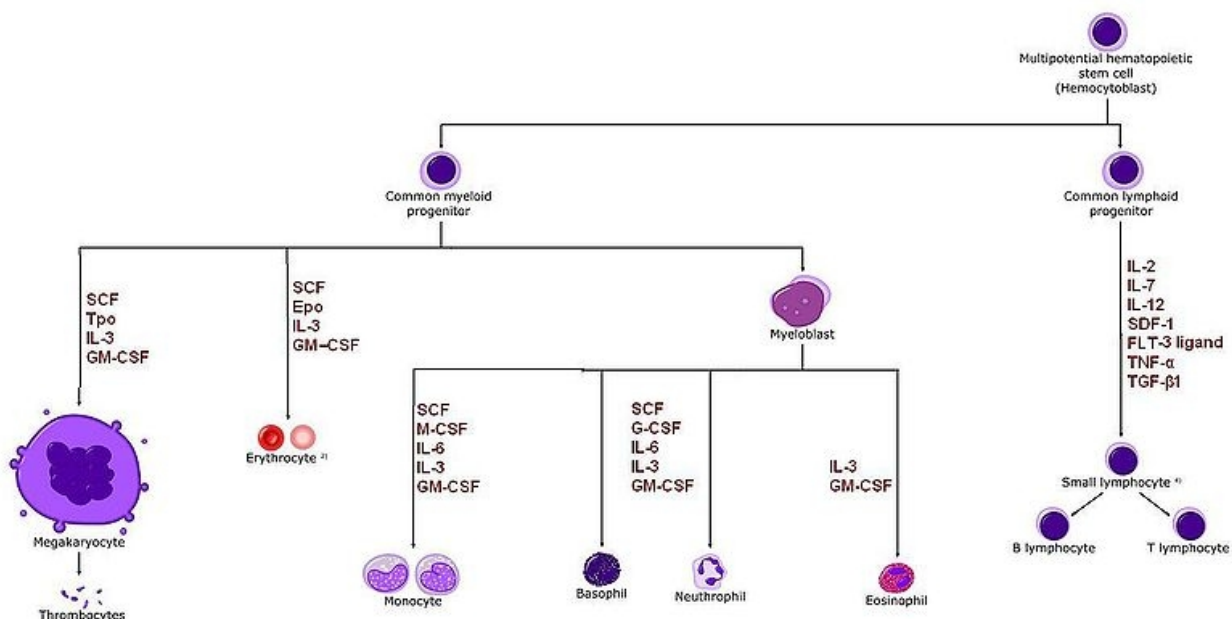 Multipotential hematopoietic
stem cell
(Hemocytoblast)
Common myeloid
progenitor
Common lymphoid
progenitor
SCF
Tpo
IL-3
GM-CSF
SCF
Epo
IL-3
GM-CSF
Myeloblast
IL-2
IL-7
IL-12
SDF-1
FLT-3 ligand
TNF-α
TGF-β1
SCF
M-CSF
IL-6
IL-3
GM-CSF
SCF
G-CSF
IL-6
IL-3
GM-CSF
IL-3
GM-CSF
Erythrocyte ²⁾
Small lymphocyte ⁴⁾
Megakaryocyte
B lymphocyte
T lymphocyte
Thrombocytes
Monocyte
Basophil
Neuthrophil
Eosinophil